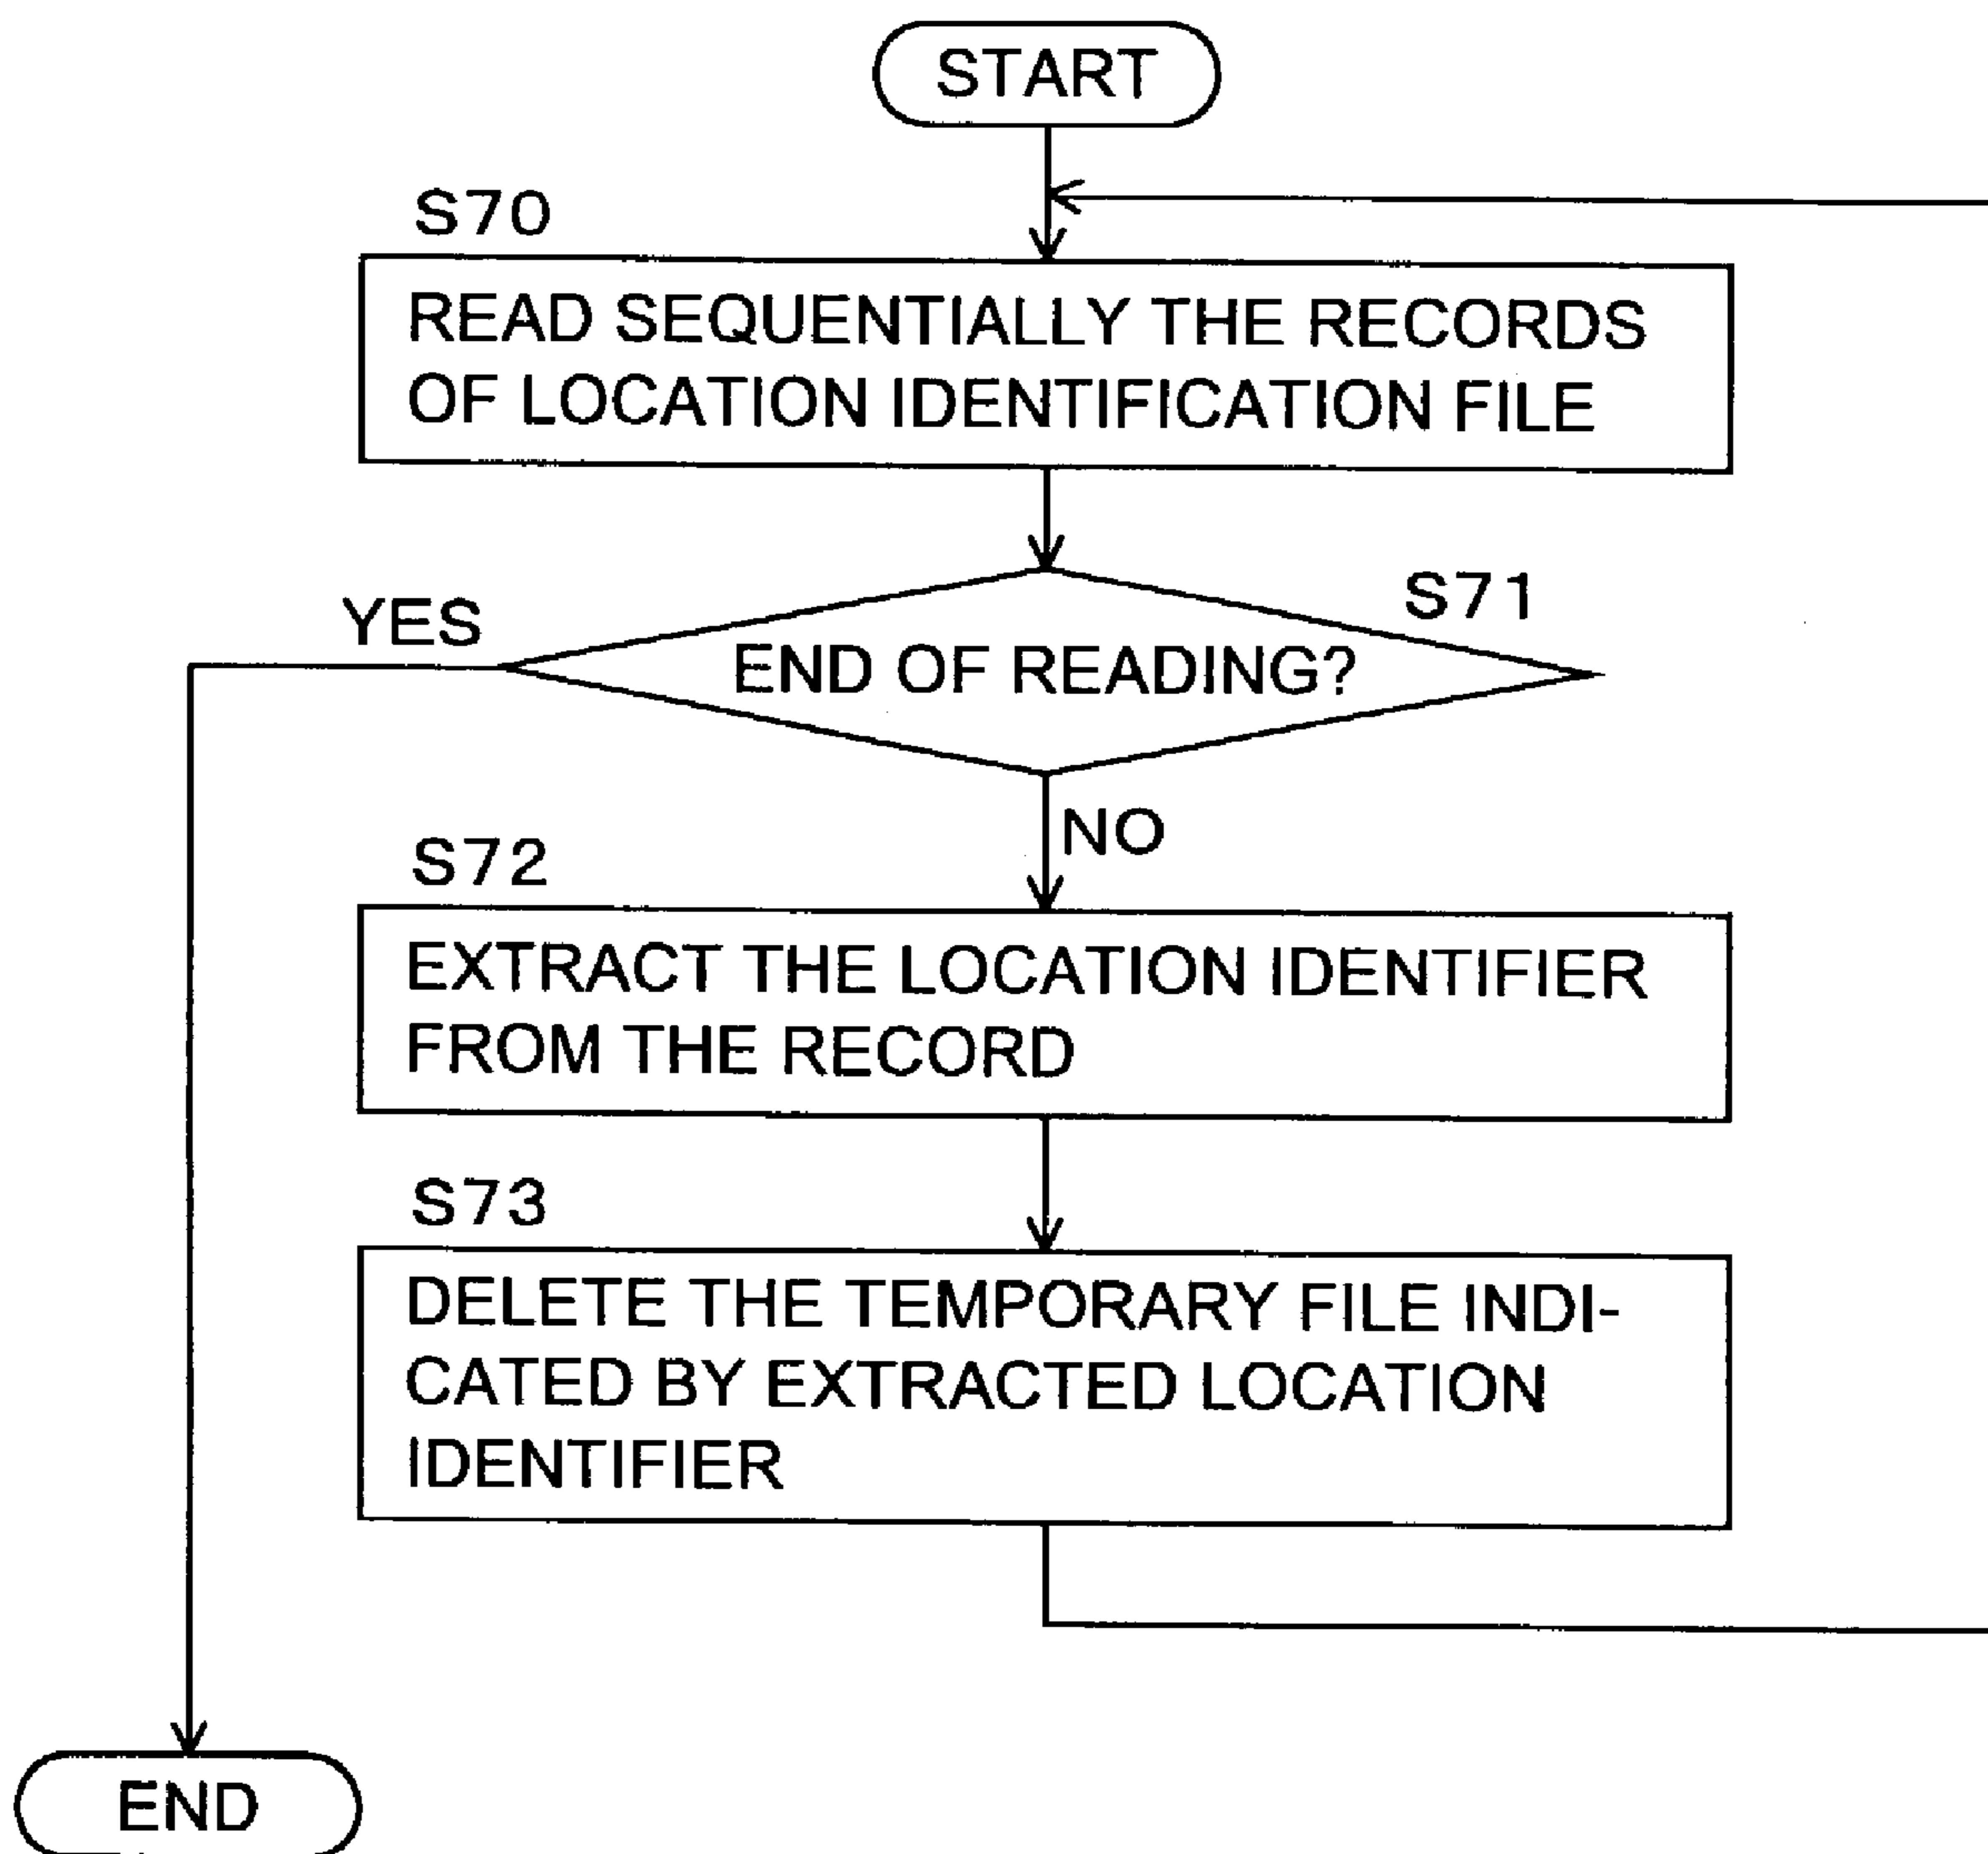 START
S70
READ SEQUENTIALLY THE RECORDS
OF LOCATION IDENTIFICATION FILE
S71
YES
END OF READING?
NO
S72
EXTRACT THE LOCATION IDENTIFIER
FROM THE RECORD
S73
DELETE THE TEMPORARY FILE INDI-
CATED BY EXTRACTED LOCATION
IDENTIFIER
END